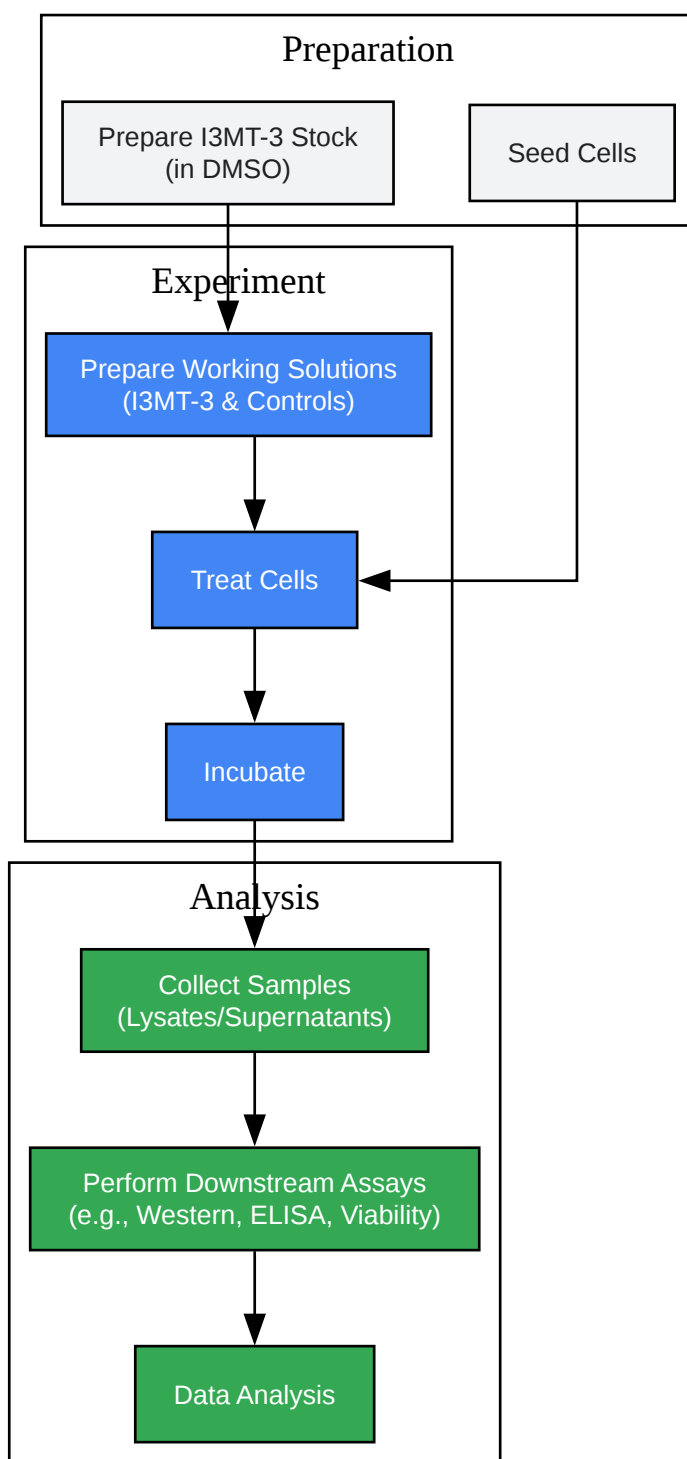 Preparation
Prepare I3MT-3 Stock
(in DMSO)
Seed Cells
Experiment
Prepare Working Solutions
(I3MT-3 & Controls)
Treat Cells
Incubate
Analysis
Collect Samples
(Lysates/Supernatants)
Perform Downstream Assays
(e.g., Western, ELISA, Viability)
Data Analysis